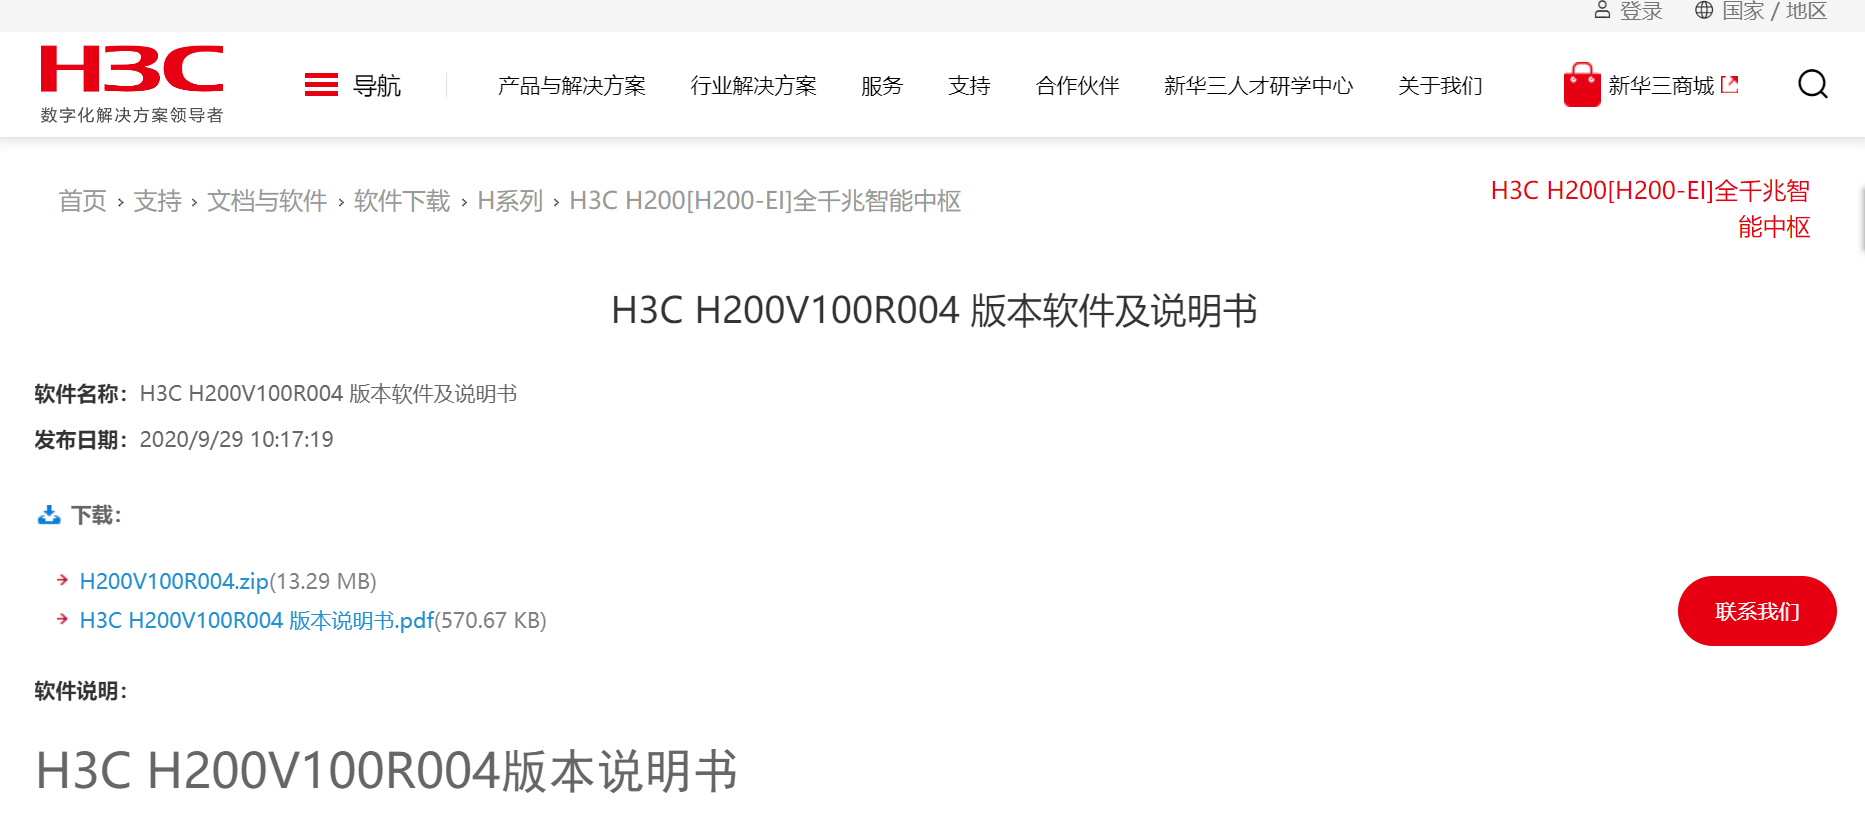 登录 国家 / 地区
H3C
数字化解决方案领导者
导航 产品与解决方案 行业解决方案 服务 支持 合作伙伴 新华三人才研学中心 关于我们 新华三商城
首页 › 支持 › 文档与软件 › 软件下载 › H系列 › H3C H200[H200-EI]全千兆智能中枢
H3C H200[H200-EI]全千兆智
能中枢
H3C H200V100R004 版本软件及说明书
软件名称：H3C H200V100R004 版本软件及说明书
发布日期：2020/9/29 10:17:19
下载：
H200V100R004.zip(13.29 MB)
H3C H200V100R004 版本说明书.pdf(570.67 KB)
联系我们
软件说明：
H3C H200V100R004版本说明书